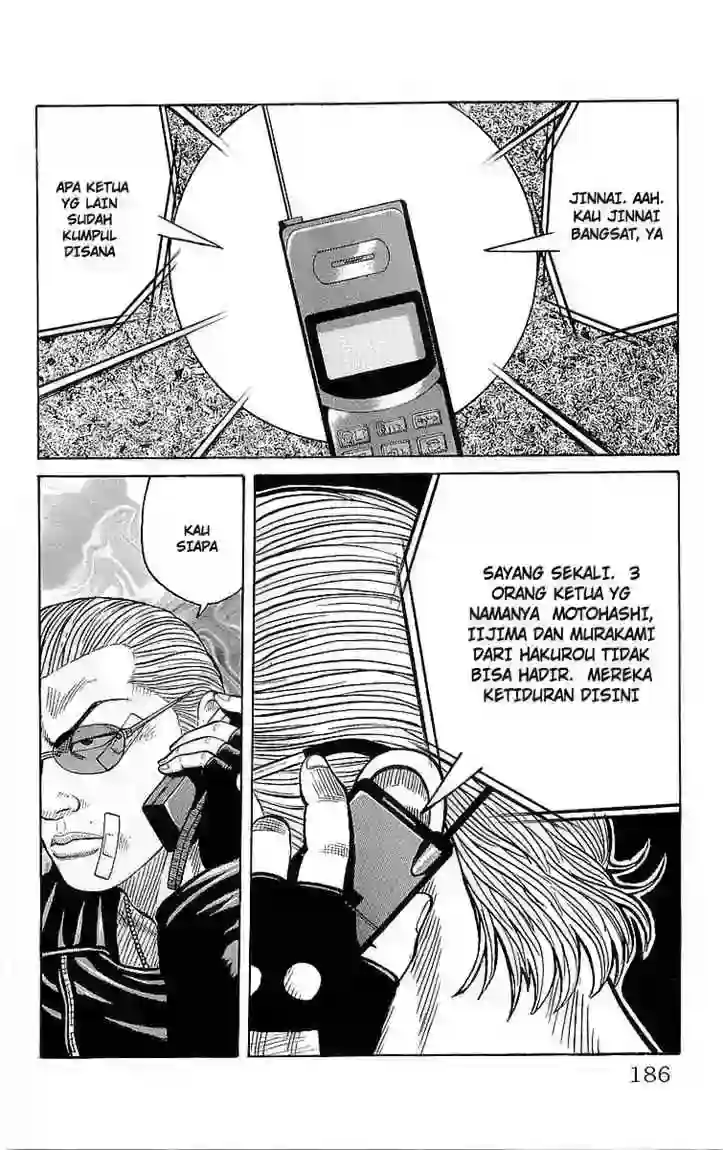 JINNAI. AAH.
KAU JINNAI
BANGSAT, YA
APA KETUA
YG LAIN
SUDAH
KUMPUL
DISANA
SAYANG SEKALI. 3
ORANG KETUA YG
NAMANYA MOTOHASHI,
IIJIMA DAN MURAKAMI
DARI HAKUROU TIDAK
BISA HADIR. MEREKA
KETIDURAN DISINI
KAU
SIAPA
186